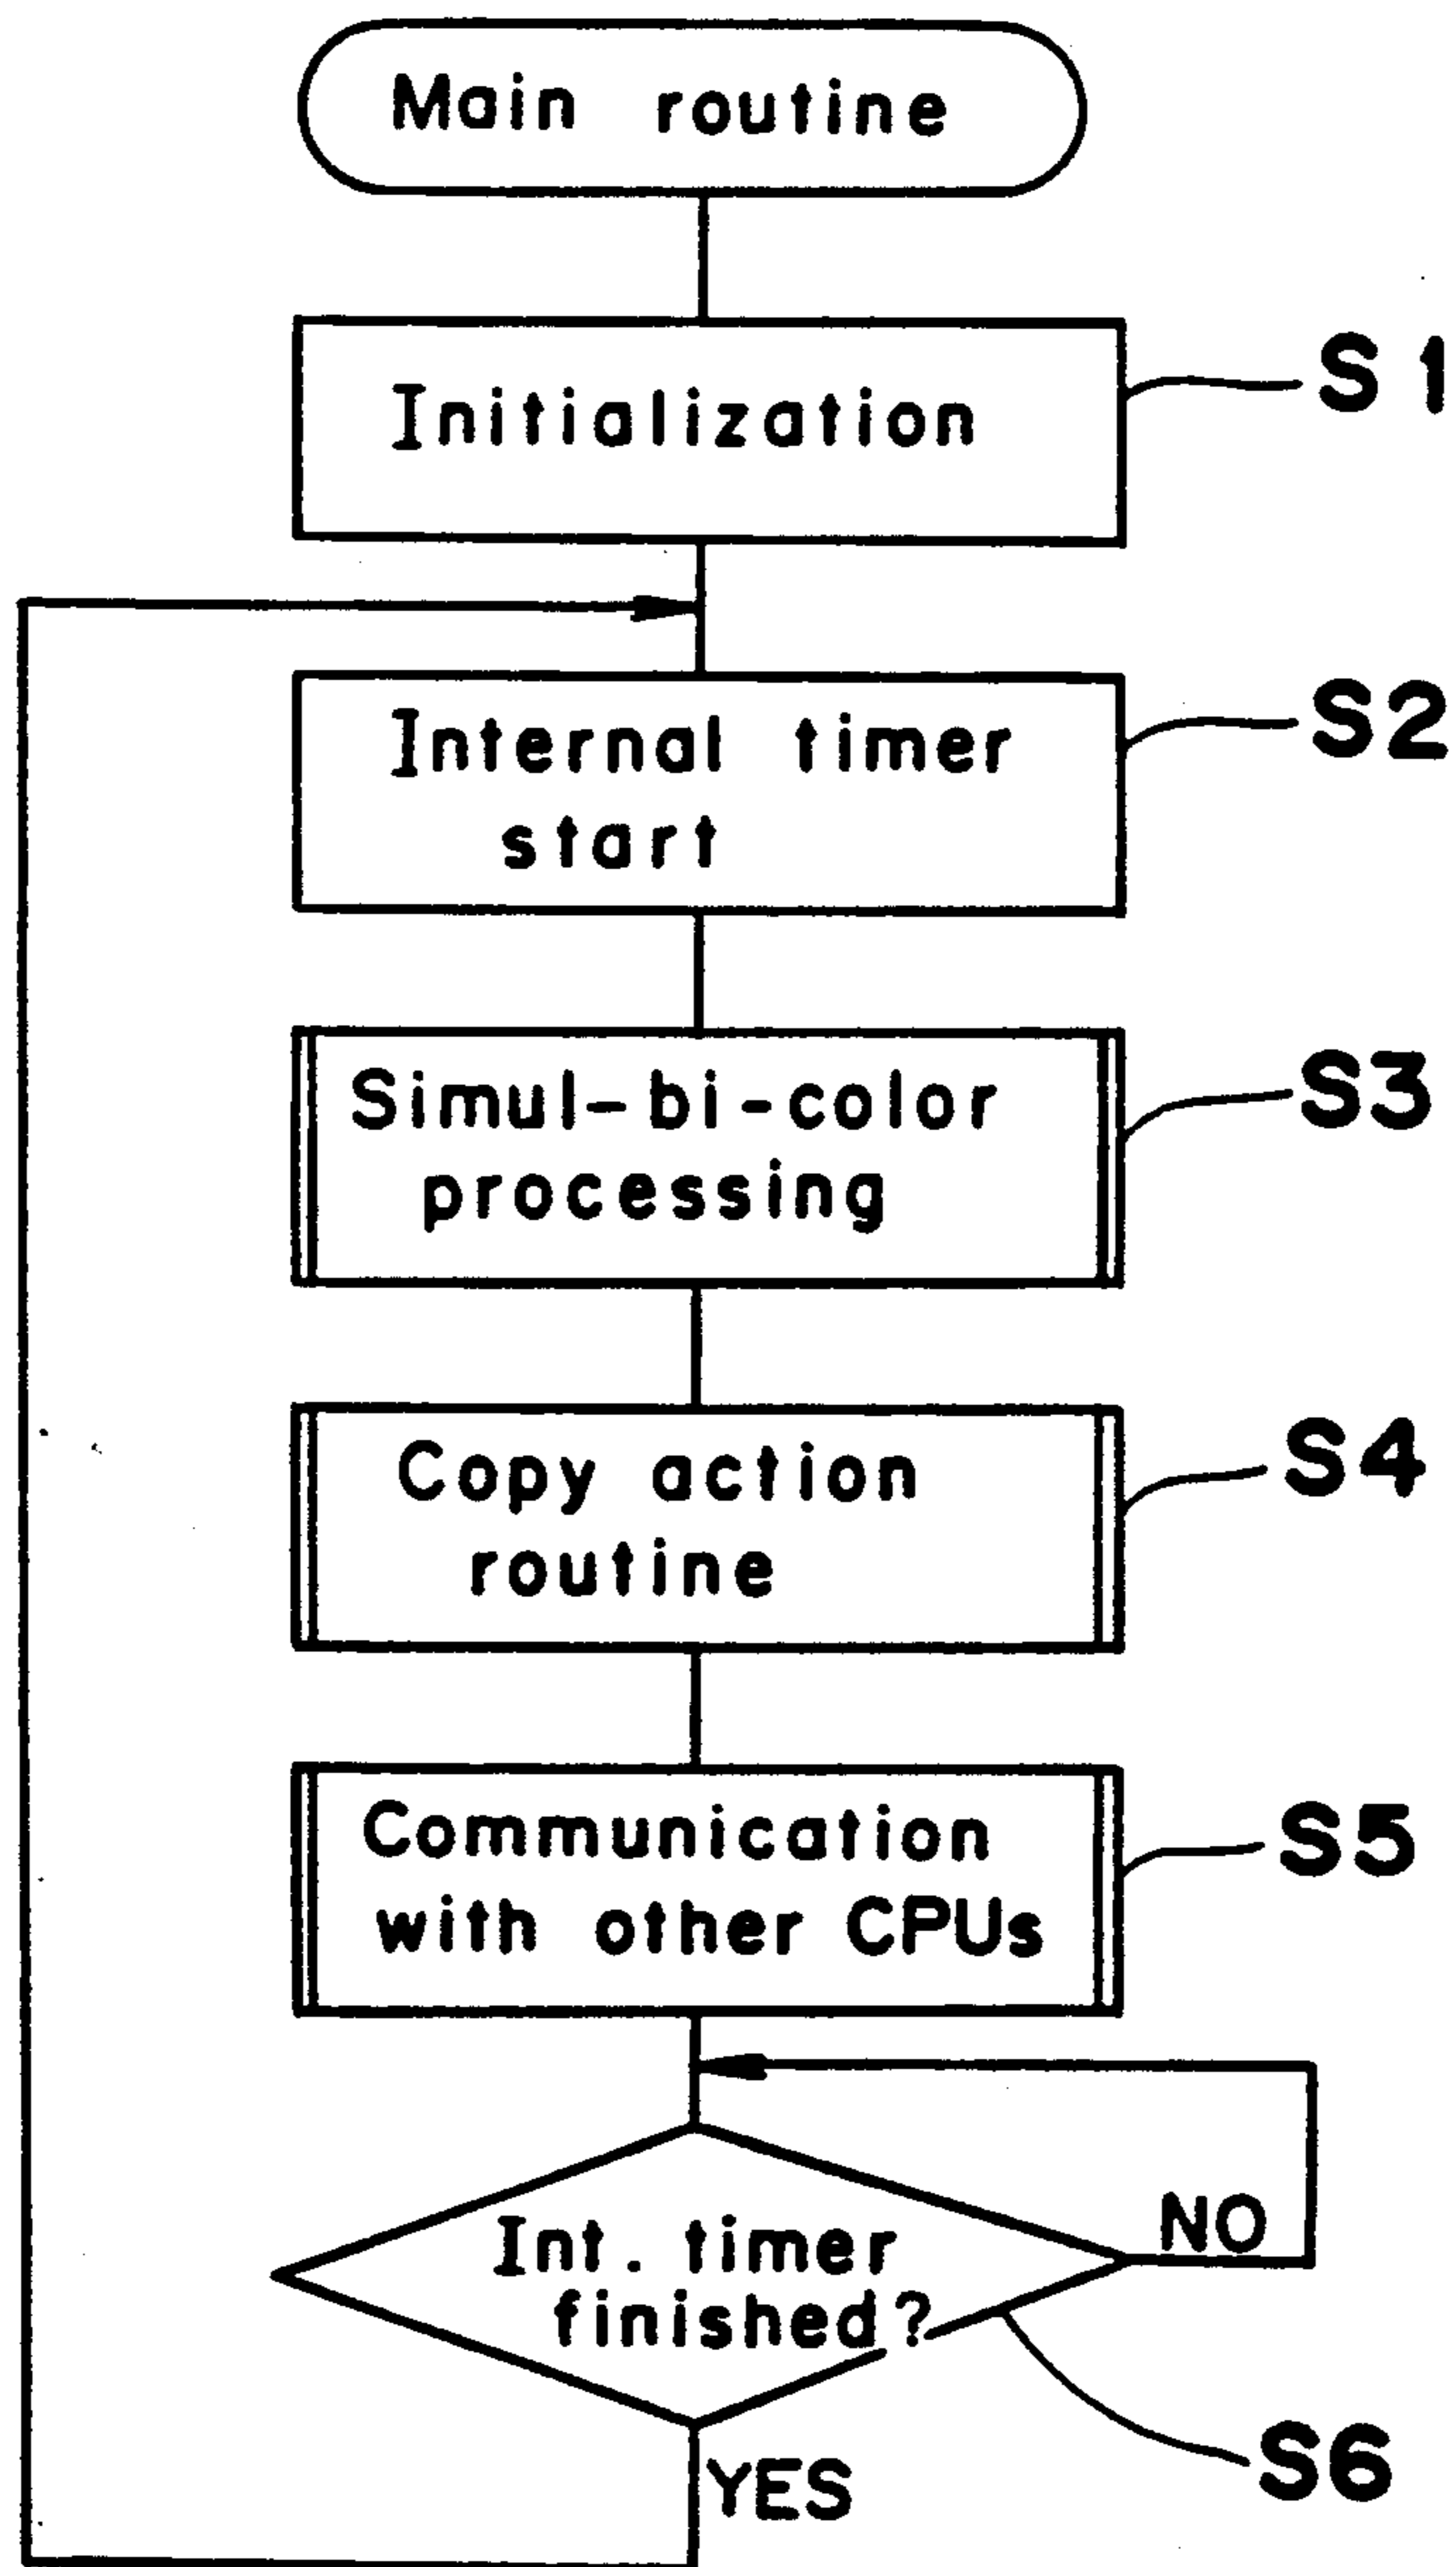 Main routine
Initialization
S1
Internal timer
start
S2
Simul-bi-color
processing
S3
Copy action
routine
S4
Communication
with other CPUs
S5
NO
Int. timer
finished?
YES
S6